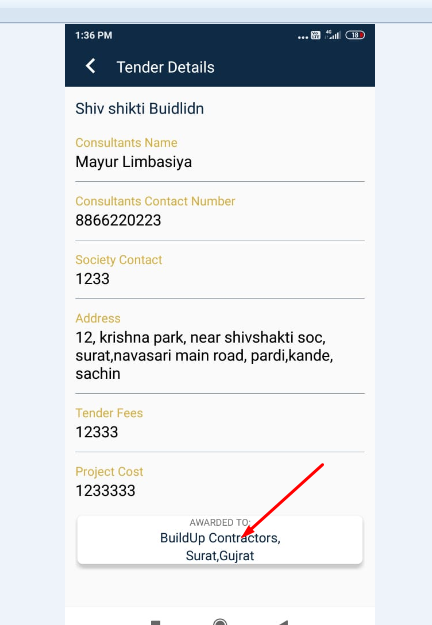 1:36 PM
18
Tender Details
Shiv shikti Buidlidn
Consultants Name
Mayur Limbasiya
Consultants Contact Number
8866220223
Society Contact
1233
Address
12, krishna park, near shivshakti soc,
surat,navasari main road, pardi,kande,
sachin
Tender Fees
12333
Project Cost
1233333
AWARDED TO:
BuildUp Contractors,
Surat,Gujrat